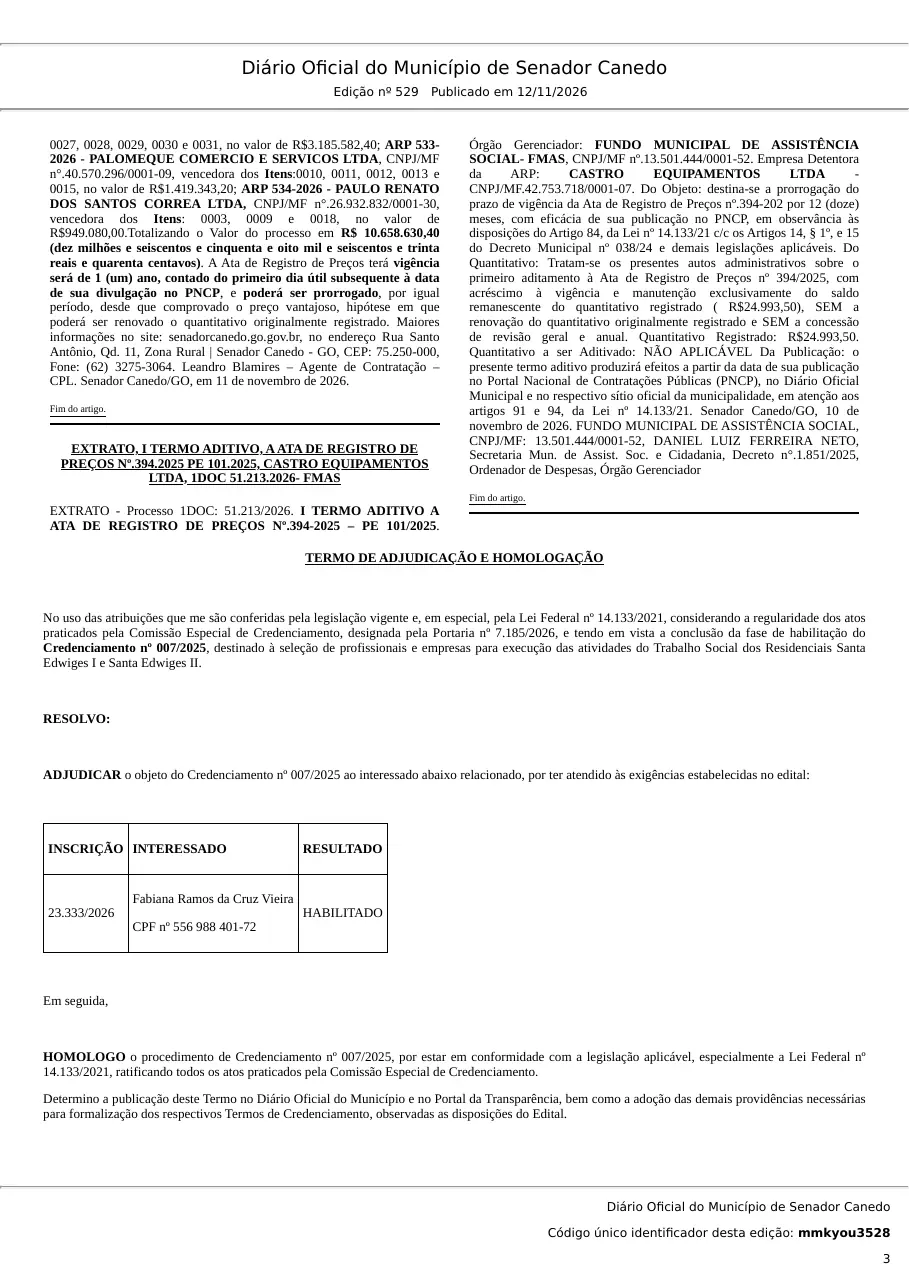 Diário Oficial do Município de Senador Canedo
Edição nº 529 Publicado em 12/11/2026
0027, 0028, 0029, 0030 e 0031, no valor de R$3.185.582,40; ARP 533-
2026 - PALOMEQUE COMERCIO E SERVICOS LTDA, CNPJ/MF
n°.40.570.296/0001-09, vencedora dos Itens:0010, 0011, 0012, 0013 e
0015, no valor de R$1.419.343,20; ARP 534-2026 - PAULO RENATO
DOS SANTOS CORREA LTDA, CNPJ/MF n°.26.932.832/0001-30,
vencedora dos Itens: 0003, 0009 e 0018, no valor de
R$949.080,00.Totalizando o Valor do processo em R$ 10.658.630,40
(dez milhões e seiscentos e cinquenta e oito mil e seiscentos e trinta
reais e quarenta centavos). A Ata de Registro de Preços terá vigência
será de 1 (um) ano, contado do primeiro dia útil subsequente à data
de sua divulgação no PNCP, e poderá ser prorrogado, por igual
período, desde que comprovado o preço vantajoso, hipótese em que
poderá ser renovado o quantitativo originalmente registrado. Maiores
informações no site: senadorcanedo.go.gov.br, no endereço Rua Santo
Antônio, Qd. 11, Zona Rural | Senador Canedo - GO, CEP: 75.250-000,
Fone: (62) 3275-3064. Leandro Blamires – Agente de Contratação –
CPL. Senador Canedo/GO, em 11 de novembro de 2026.
Fim do artigo.
EXTRATO, I TERMO ADITIVO, A ATA DE REGISTRO DE
PREÇOS Nº.394.2025 PE 101.2025, CASTRO EQUIPAMENTOS
LTDA, 1DOC 51.213.2026- FMAS
EXTRATO - Processo 1DOC: 51.213/2026. I TERMO ADITIVO A
ATA DE REGISTRO DE PREÇOS Nº.394-2025 – PE 101/2025.
Órgão Gerenciador: FUNDO MUNICIPAL DE ASSISTÊNCIA
SOCIAL- FMAS, CNPJ/MF nº.13.501.444/0001-52. Empresa Detentora
da ARP: CASTRO EQUIPAMENTOS LTDA -
CNPJ/MF.42.753.718/0001-07. Do Objeto: destina-se a prorrogação do
prazo de vigência da Ata de Registro de Preços nº.394-202 por 12 (doze)
meses, com eficácia de sua publicação no PNCP, em observância às
disposições do Artigo 84, da Lei nº 14.133/21 c/c os Artigos 14, § 1º, e 15
do Decreto Municipal nº 038/24 e demais legislações aplicáveis. Do
Quantitativo: Tratam-se os presentes autos administrativos sobre o
primeiro aditamento à Ata de Registro de Preços nº 394/2025, com
acréscimo à vigência e manutenção exclusivamente do saldo
remanescente do quantitativo registrado ( R$24.993,50), SEM a
renovação do quantitativo originalmente registrado e SEM a concessão
de revisão geral e anual. Quantitativo Registrado: R$24.993,50.
Quantitativo a ser Aditivado: NÃO APLICÁVEL Da Publicação: o
presente termo aditivo produzirá efeitos a partir da data de sua publicação
no Portal Nacional de Contratações Públicas (PNCP), no Diário Oficial
Municipal e no respectivo sítio oficial da municipalidade, em atenção aos
artigos 91 e 94, da Lei nº 14.133/21. Senador Canedo/GO, 10 de
novembro de 2026. FUNDO MUNICIPAL DE ASSISTÊNCIA SOCIAL,
CNPJ/MF: 13.501.444/0001-52, DANIEL LUIZ FERREIRA NETO,
Secretaria Mun. de Assist. Soc. e Cidadania, Decreto n°.1.851/2025,
Ordenador de Despesas, Órgão Gerenciador
Fim do artigo.
TERMO DE ADJUDICAÇÃO E HOMOLOGAÇÃO
No uso das atribuições que me são conferidas pela legislação vigente e, em especial, pela Lei Federal nº 14.133/2021, considerando a regularidade dos atos
praticados pela Comissão Especial de Credenciamento, designada pela Portaria nº 7.185/2026, e tendo em vista a conclusão da fase de habilitação do
Credenciamento nº 007/2025, destinado à seleção de profissionais e empresas para execução das atividades do Trabalho Social dos Residenciais Santa
Edwiges I e Santa Edwiges II.
RESOLVO:
ADJUDICAR o objeto do Credenciamento nº 007/2025 ao interessado abaixo relacionado, por ter atendido às exigências estabelecidas no edital:
INSCRIÇÃO INTERESSADO RESULTADO
Fabiana Ramos da Cruz Vieira
23.333/2026 HABILITADO
CPF nº 556 988 401-72
Em seguida,
HOMOLOGO o procedimento de Credenciamento nº 007/2025, por estar em conformidade com a legislação aplicável, especialmente a Lei Federal nº
14.133/2021, ratificando todos os atos praticados pela Comissão Especial de Credenciamento.
Determino a publicação deste Termo no Diário Oficial do Município e no Portal da Transparência, bem como a adoção das demais providências necessárias
para formalização dos respectivos Termos de Credenciamento, observadas as disposições do Edital.
Diário Oficial do Município de Senador Canedo
Código único identificador desta edição: mmkyou3528
3